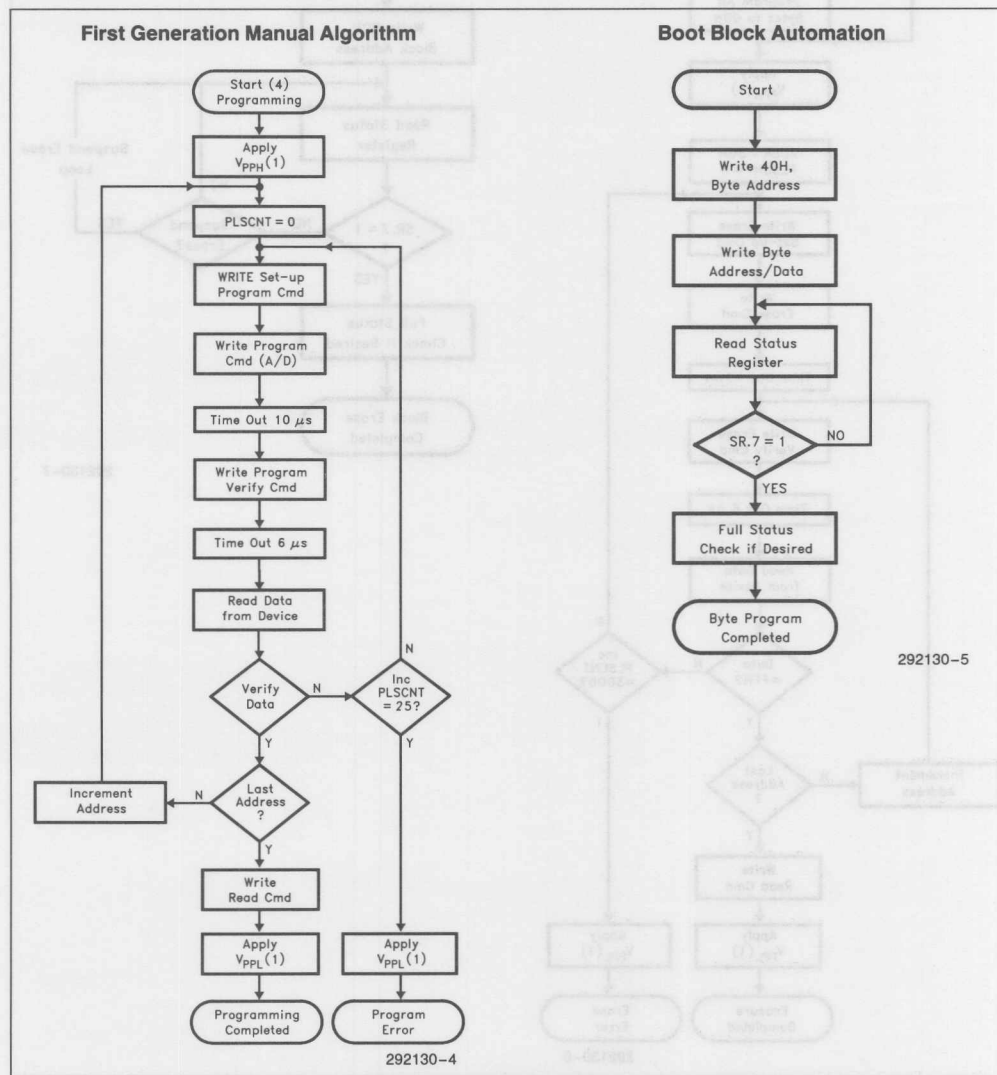 First Generation Manual Algorithm
Start (4)
Programming
Apply
VPPH(1)
PLSCNT = 0
WRITE Set-up
Program Cmd
Write Program
Cmd (A/D)
Time Out 10 μs
Write Program
Verify Cmd
Time Out 6 μs
Read Data
from Device
Verify
Data
N
Y
Inc
PLSCNT
= 25?
N
Y
Last
Address
?
N
Y
Increment
Address
Write
Read Cmd
Apply
VPPL(1)
Programming
Completed
Apply
VPPL(1)
Program
Error
292130–4
Boot Block Automation
Start
Write 40H,
Byte Address
Write Byte
Address/Data
Read Status
Register
SR.7 = 1
?
NO
YES
Full Status
Check if Desired
Byte Program
Completed
292130–5